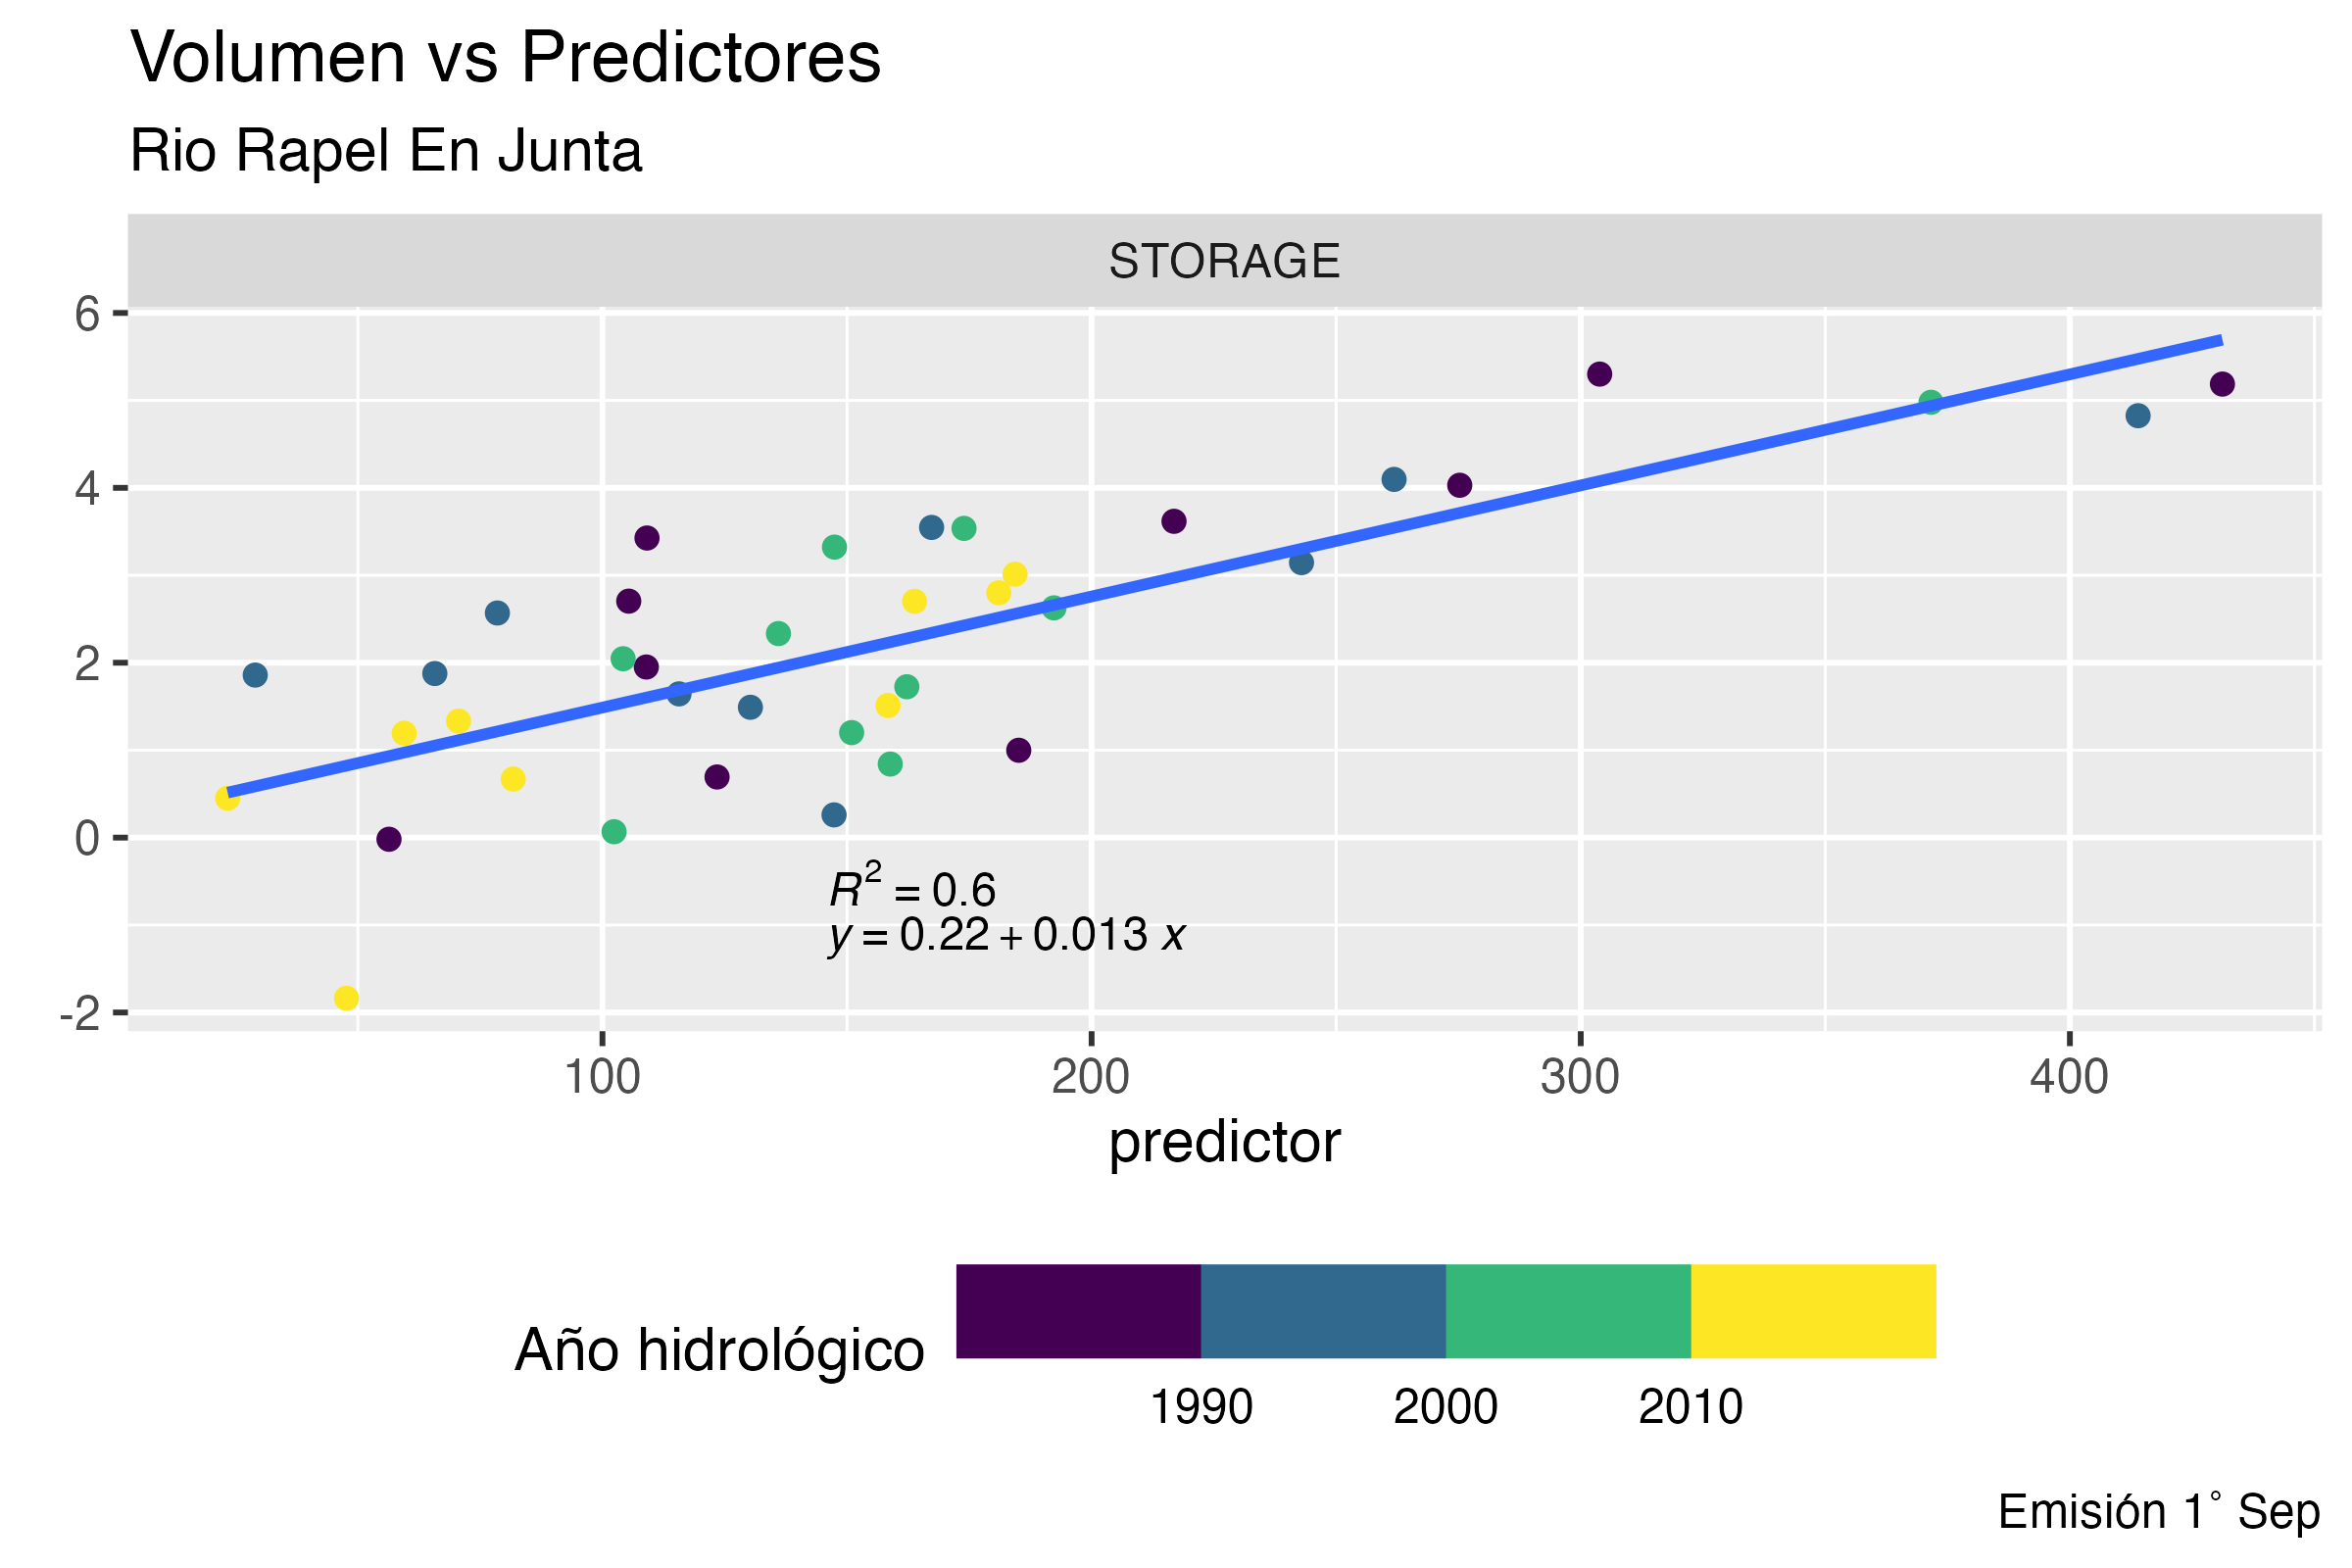 Volumen vs Predictores
Rio Rapel En Junta
STORAGE
6
4
2
0
-2
R² = 0.6
y = 0.22 + 0.013 x
100 200 300 400
predictor
Año hidrológico
1990 2000 2010
Emisión 1° Sep